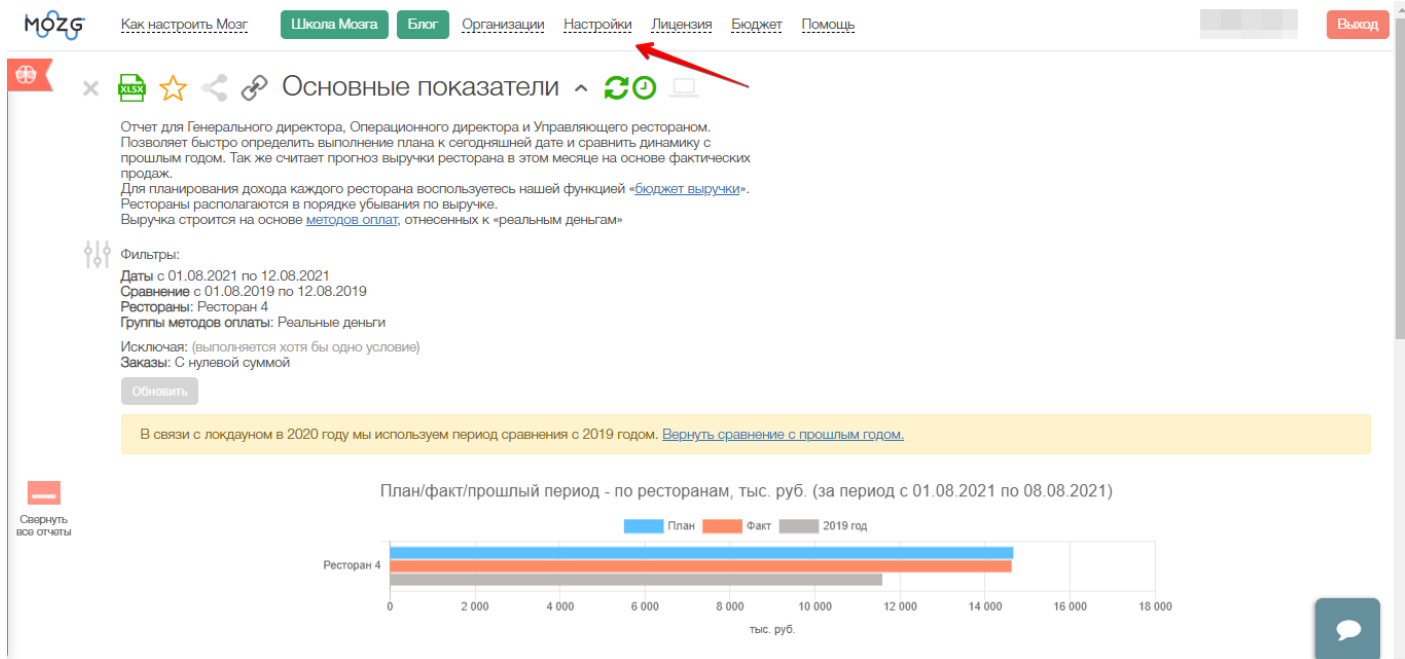 MOZG Как настроить Мозг Школа Мозга Блог Организации Настройки Лицензия Бюджет Помощь Выход
XLSX Основные показатели
Отчет для Генерального директора, Операционного директора и Управляющего рестораном.
Позволяет быстро определить выполнение плана к сегодняшней дате и сравнить динамику с
прошлым годом. Так же считает прогноз выручки ресторана в этом месяце на основе фактических
продаж.
Для планирования дохода каждого ресторана воспользуетесь нашей функцией «бюджет выручки».
Рестораны располагаются в порядке убывания по выручке.
Выручка строится на основе методов оплат, отнесенных к «реальным деньгам»
Фильтры:
Даты с 01.08.2021 по 12.08.2021
Сравнение с 01.08.2019 по 12.08.2019
Рестораны: Ресторан 4
Группы методов оплаты: Реальные деньги
Исключая: (выполняется хотя бы одно условие)
Заказы: С нулевой суммой
Обновить
В связи с локдауном в 2020 году мы используем период сравнения с 2019 годом. Вернуть сравнение с прошлым годом.
Свернуть
все отчеты
План/факт/прошлый период - по ресторанам, тыс. руб. (за период с 01.08.2021 по 08.08.2021)
План Факт 2019 год
Ресторан 4
0 2 000 4 000 6 000 8 000 10 000 12 000 14 000 16 000 18 000
тыс. руб.